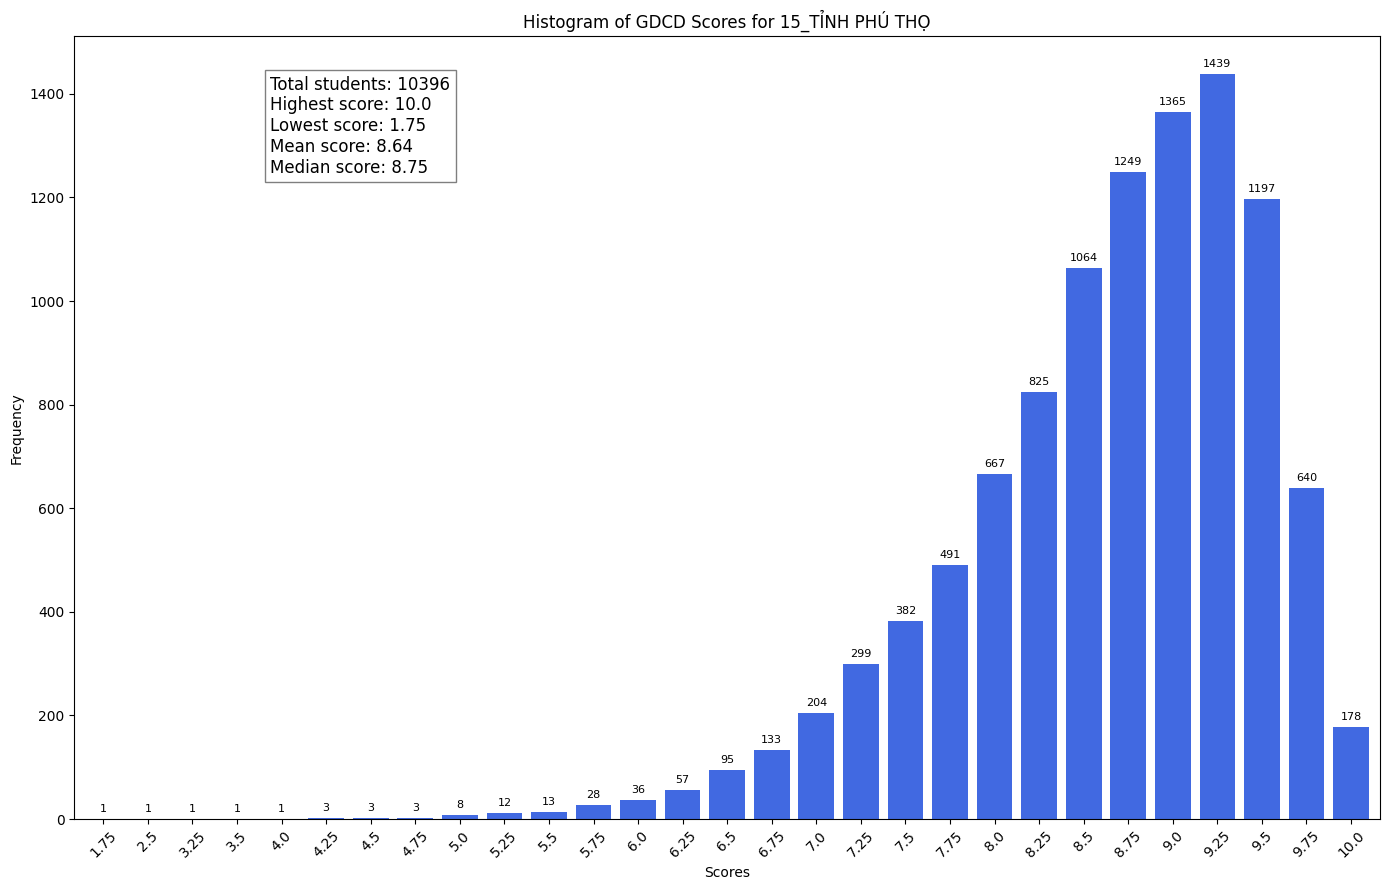 Histogram of GDCD Scores for 15_TỈNH PHÚ THỌ
Total students: 10396
Highest score: 10.0
Lowest score: 1.75
Mean score: 8.64
Median score: 8.75
Frequency
1400
1200
1000
800
600
400
200
0
1 1 1 1 1 3 3 3 8 12 13 28 36 57 95 133 204 299 382 491 667 825 1064 1249 1365 1439 1197 640 178
1.75 2.5 3.25 3.5 4.0 4.25 4.5 4.75 5.0 5.25 5.5 5.75 6.0 6.25 6.5 6.75 7.0 7.25 7.5 7.75 8.0 8.25 8.5 8.75 9.0 9.25 9.5 9.75 10.0
Scores